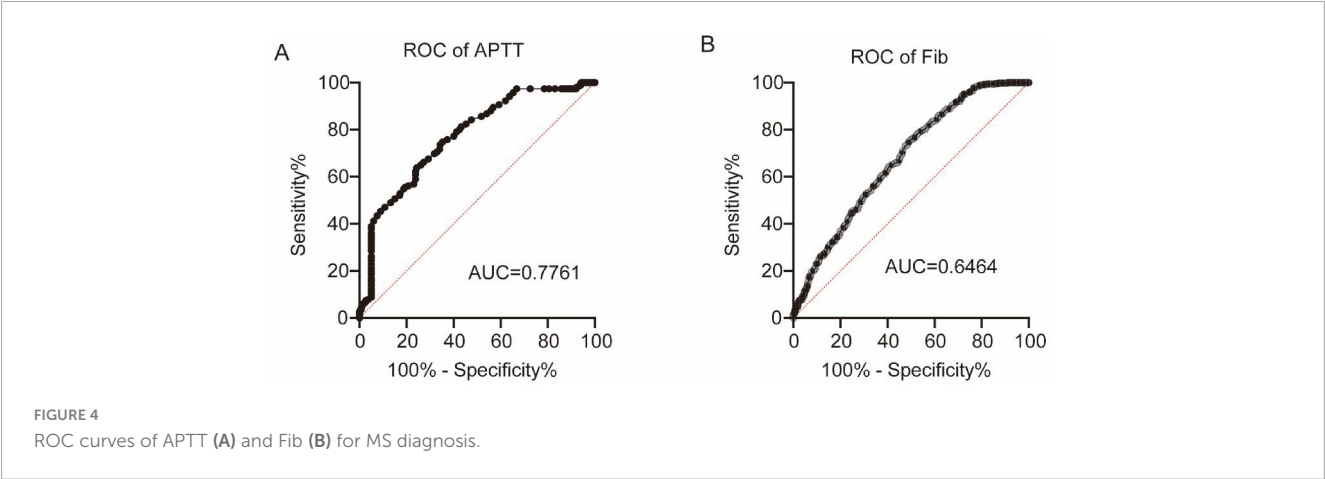 A
ROC of APTT
100
80
60
40
20
0
Sensitivity%
AUC=0.7761
0 20 40 60 80 100
100% - Specificity%
B
ROC of Fib
100
80
60
40
20
0
Sensitivity%
AUC=0.6464
0 20 40 60 80 100
100% - Specificity%
FIGURE 4
ROC curves of APTT (A) and Fib (B) for MS diagnosis.